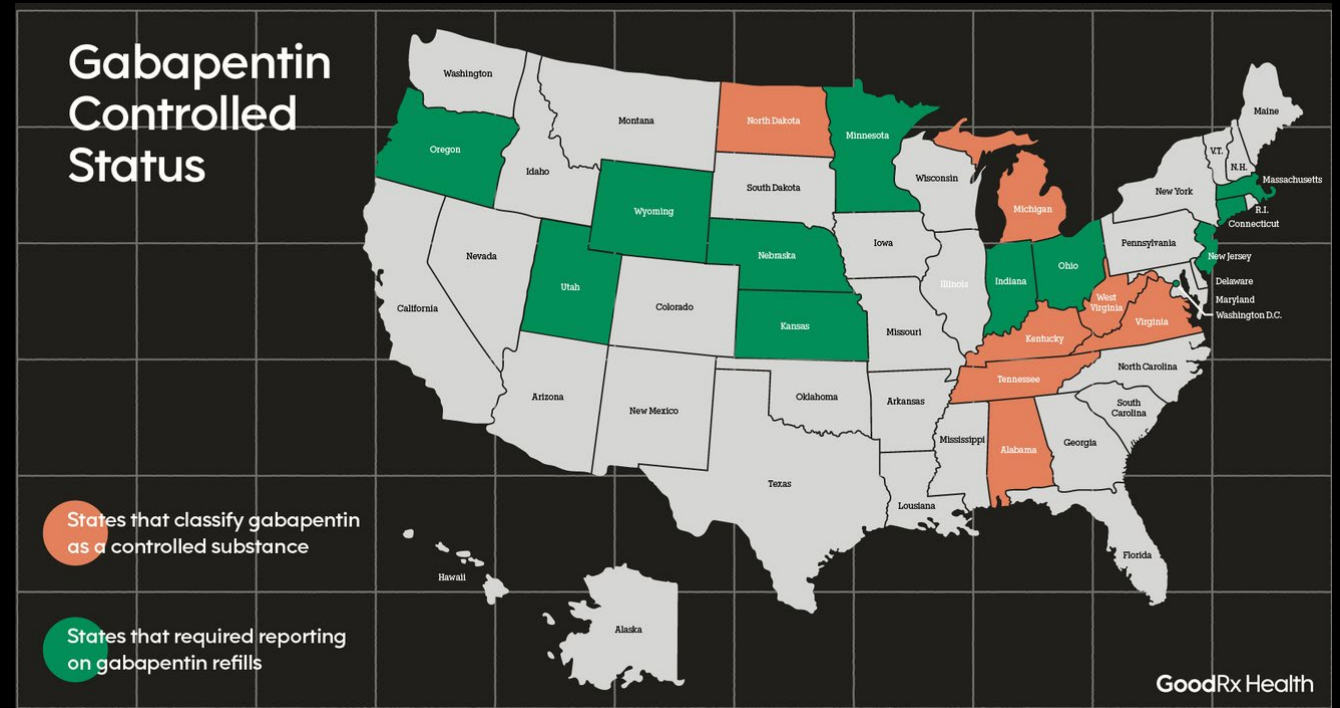 Gabapentin
Controlled
Status
Washington
Montana
North Dakota
Minnesota
Maine
Oregon
Idaho
V.T.
N.H.
Wisconsin
South Dakota
Massachusetts
New York
Wyoming
Michigan
R.I.
Connecticut
Iowa
Pennsylvania
Nevada
Nebraska
New Jersey
Ohio
Utah
Illinois
Indiana
Delaware
Colorado
California
Maryland
West
Virginia
Washington D.C.
Kansas
Missouri
Virginia
Kentucky
North Carolina
Tennessee
Arizona
New Mexico
Oklahoma
Arkansas
South
Carolina
Mississippi
Alabama
Georgia
Texas
Lousiana
States that classify gabapentin
as a controlled substance
Florida
Hawaii
Alaska
States that required reporting
on gabapentin refills
GoodRx Health